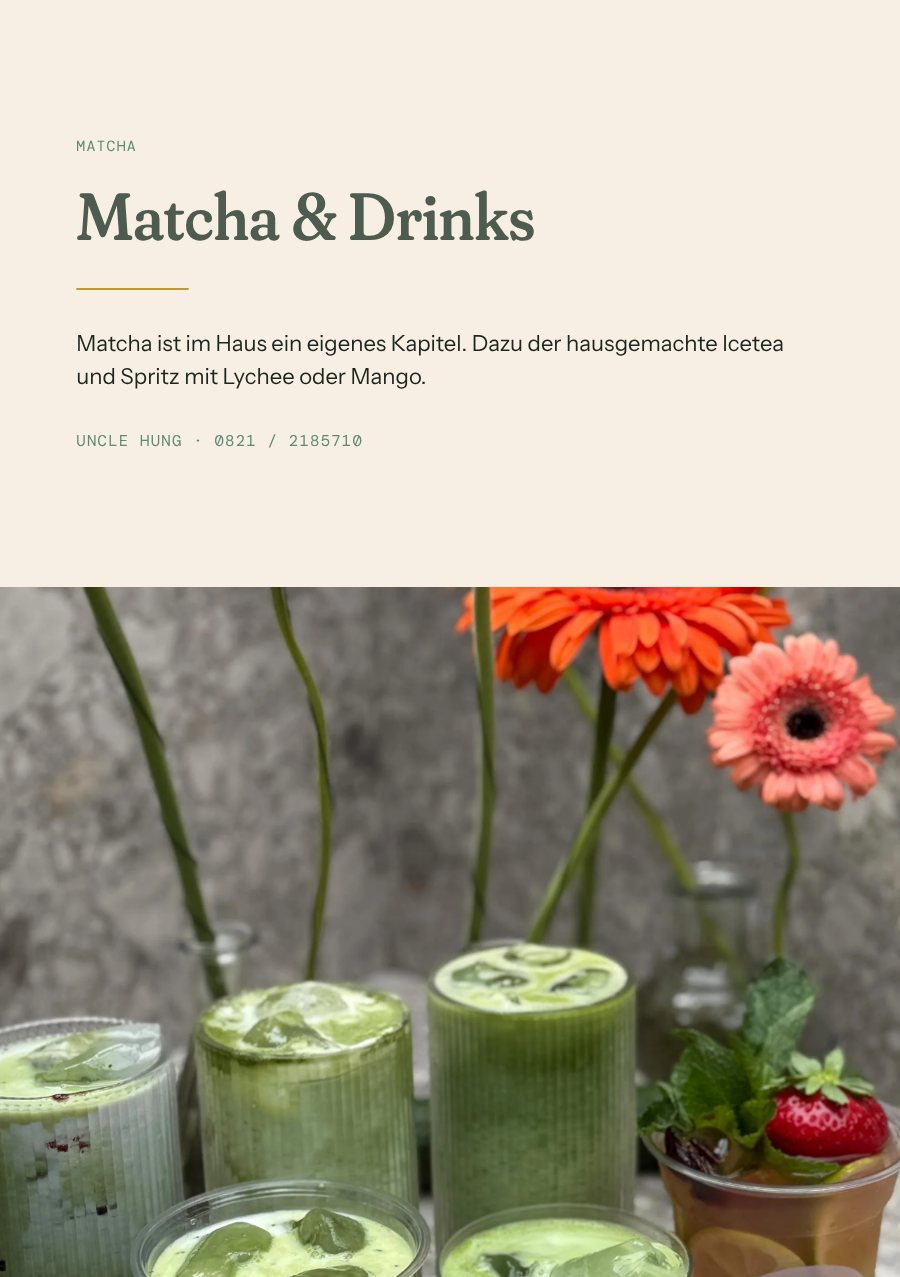 MATCHA
Matcha & Drinks
Matcha ist im Haus ein eigenes Kapitel. Dazu der hausgemachte Icetea
und Spritz mit Lychee oder Mango.
UNCLE HUNG · 0821 / 2185710